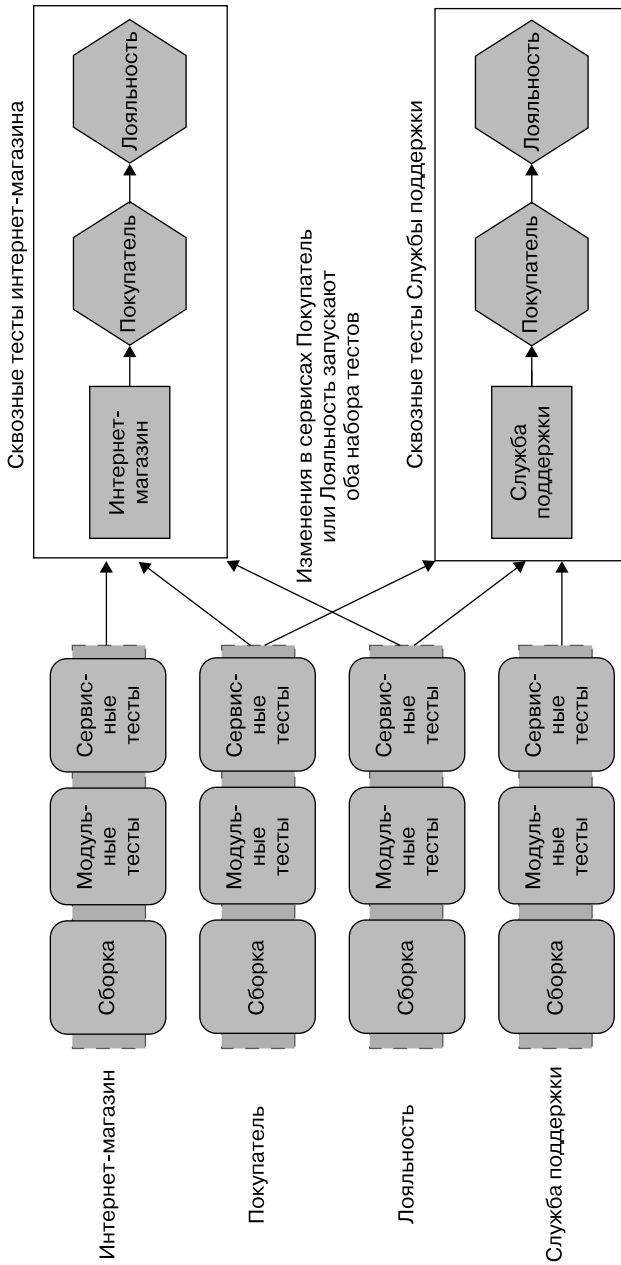 Интернет-магазин
Сборка
Модуль-
ные
тесты
Сервис-
ные
тесты
Покупатель
Сборка
Модуль-
ные
тесты
Сервис-
ные
тесты
Лояльность
Сборка
Модуль-
ные
тесты
Сервис-
ные
тесты
Служба поддержки
Сборка
Модуль-
ные
тесты
Сервис-
ные
тесты
Сквозные тесты интернет-магазина
Интернет-
магазин
Покупатель
Лояльность
Изменения в сервисах Покупатель
или Лояльность запускают
оба набора тестов
Сквозные тесты Службы поддержки
Служба
поддержки
Покупатель
Лояльность